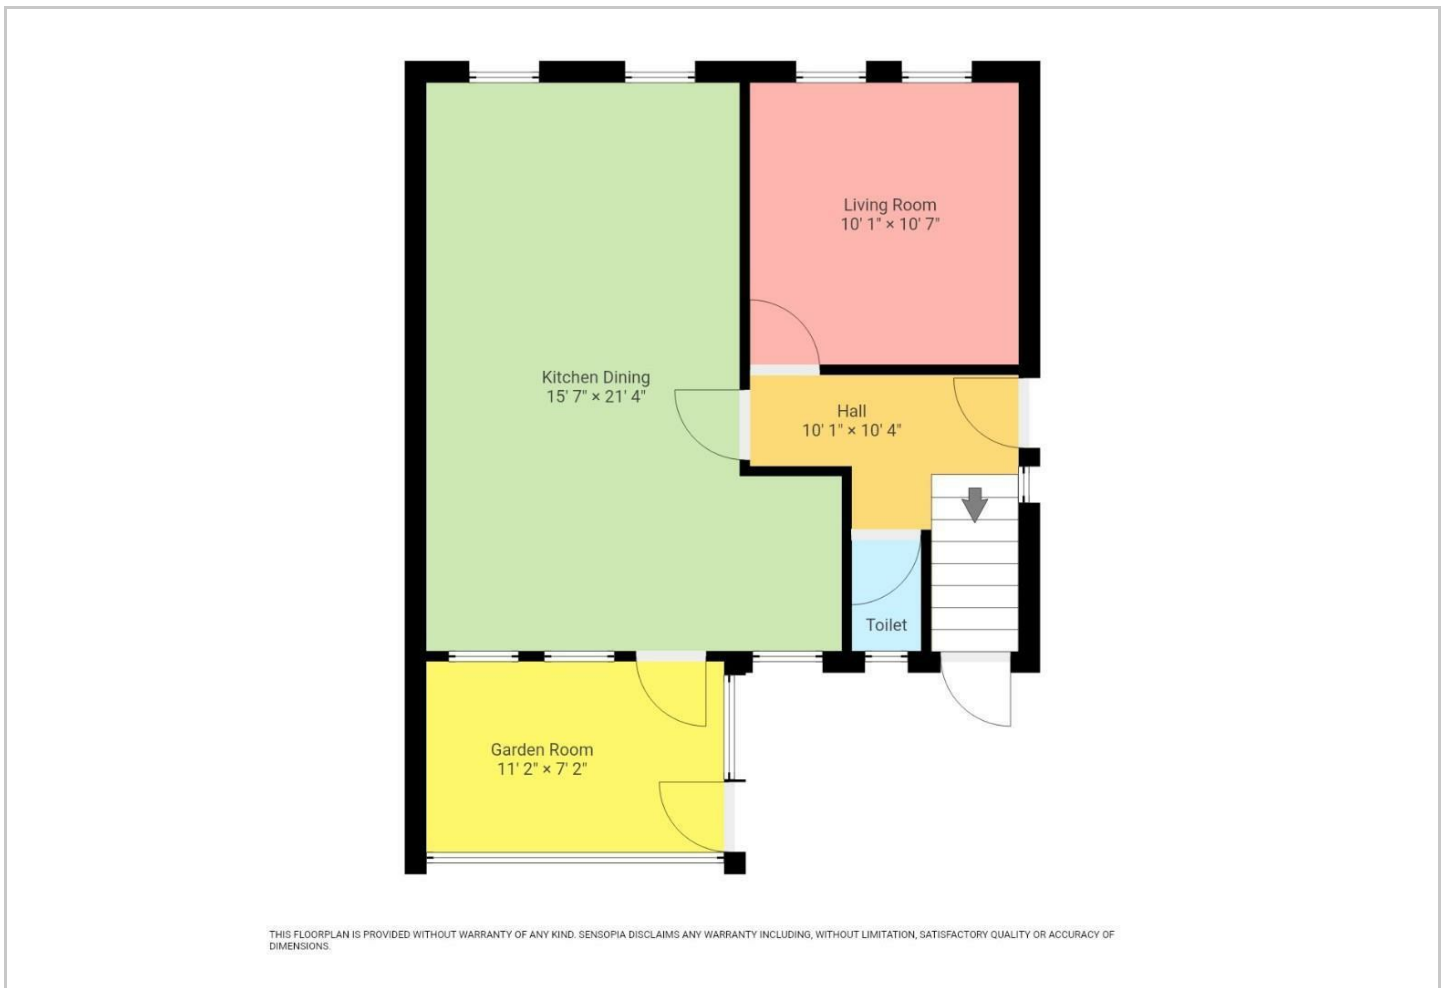 Living Room
10' 1" × 10' 7"
Kitchen Dining
15' 7" × 21' 4"
Hall
10' 1" × 10' 4"
Toilet
Garden Room
11' 2" × 7' 2"
THIS FLOORPLAN IS PROVIDED WITHOUT WARRANTY OF ANY KIND. SENSOPIA DISCLAIMS ANY WARRANTY INCLUDING, WITHOUT LIMITATION, SATISFACTORY QUALITY OR ACCURACY OF
DIMENSIONS.